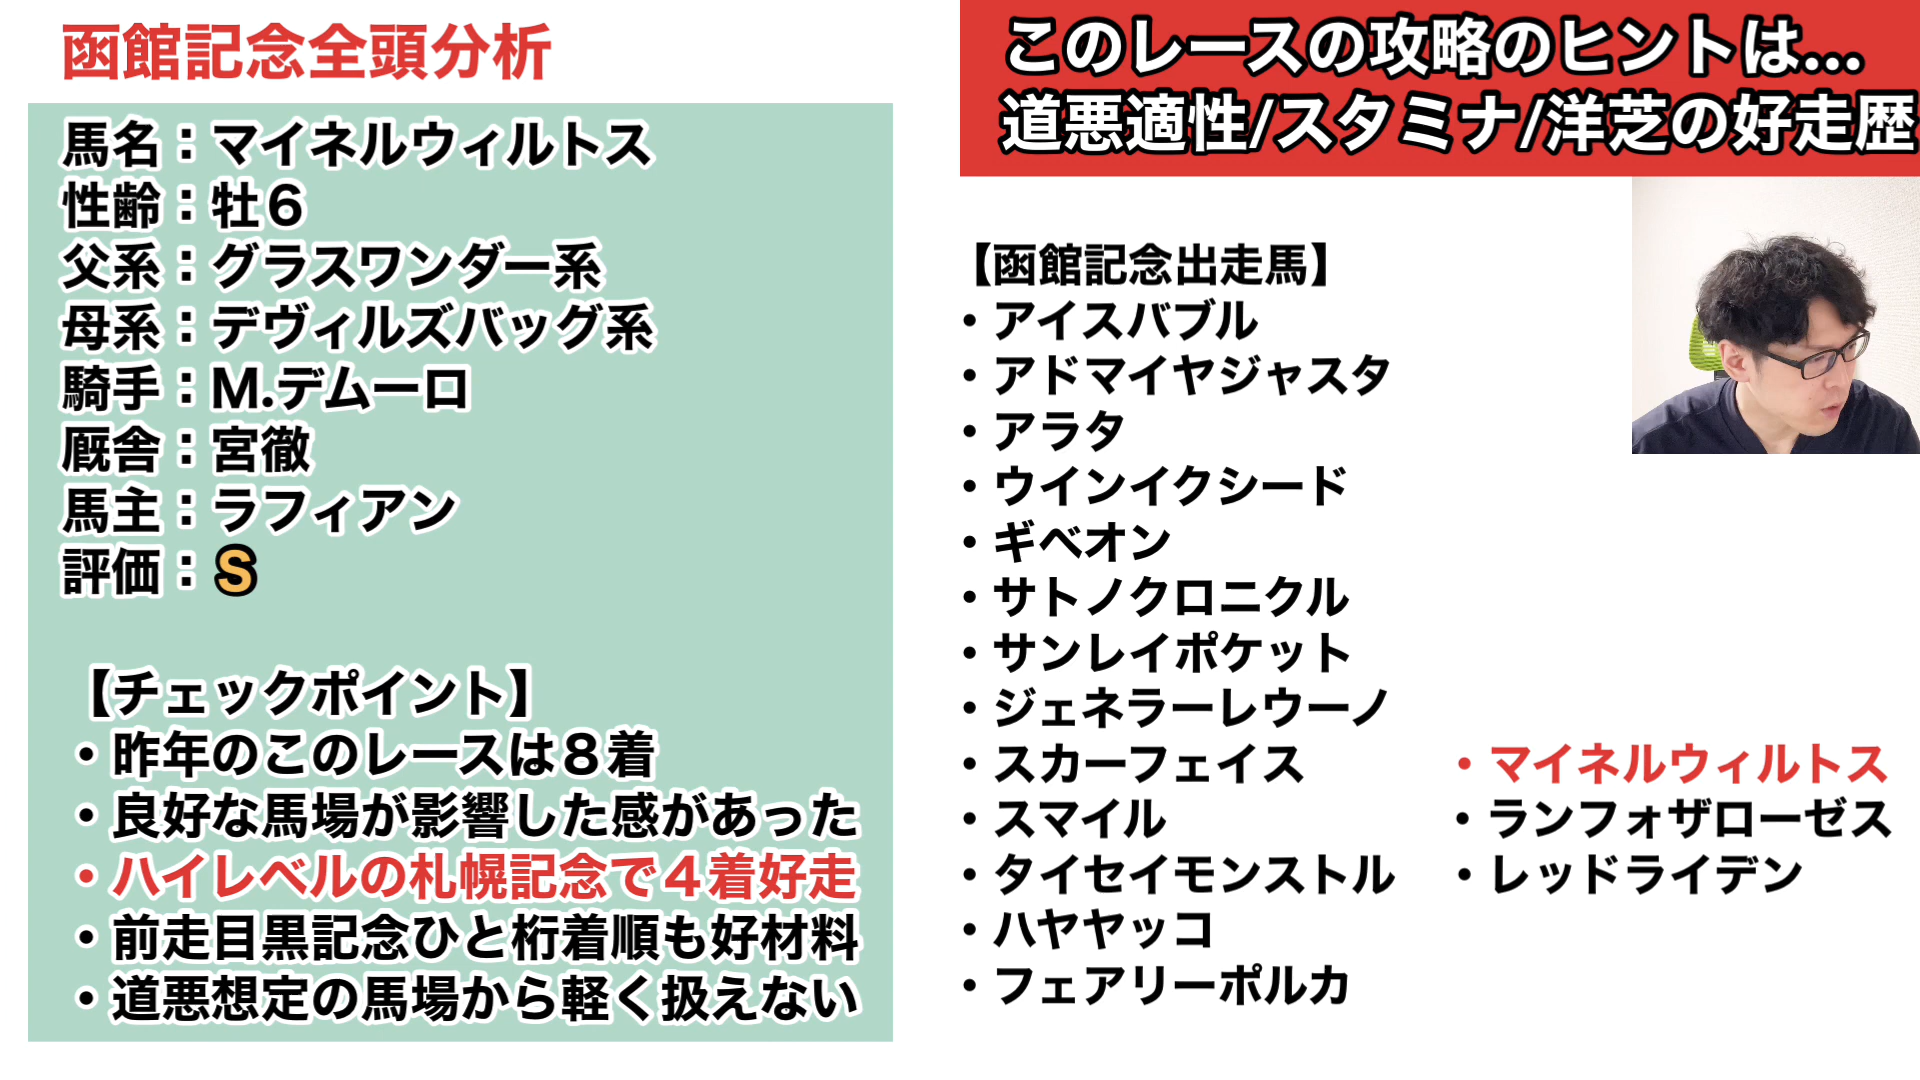 函館記念全頭分析
馬名：マイネルウィルトス
性齢：牡６
父系：グラスワンダー系
母系：デヴィルズバッグ系
騎手：M.デムーロ
厩舎：宮徹
馬主：ラフィアン
評価：S
【チェックポイント】
・昨年のこのレースは８着
・良好な馬場が影響した感があった
・ハイレベルの札幌記念で４着好走
・前走目黒記念ひと桁着順も好材料
・道悪想定の馬場から軽く扱えない
このレースの攻略のヒントは...
道悪適性/スタミナ/洋芝の好走歴
【函館記念出走馬】
・アイスバブル
・アドマイヤジャスタ
・アラタ
・ウインイクシード
・ギベオン
・サトノクロニクル
・サンレイポケット
・ジェネラーレウーノ
・スカーフェイス
・スマイル
・タイセイモンストル
・ハヤヤッコ
・フェアリーポルカ
・マイネルウィルトス
・ランフォザローゼス
・レッドライデン